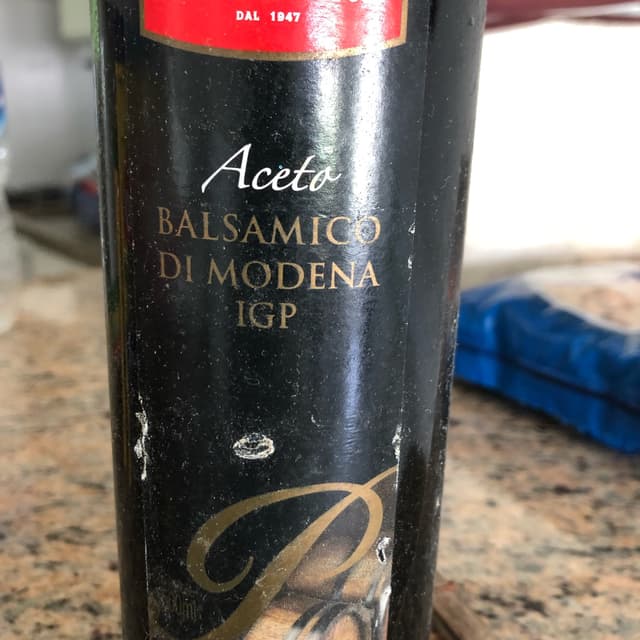 DAL 1947
Aceto
BALSAMICO
DI MODENA
IGP
P